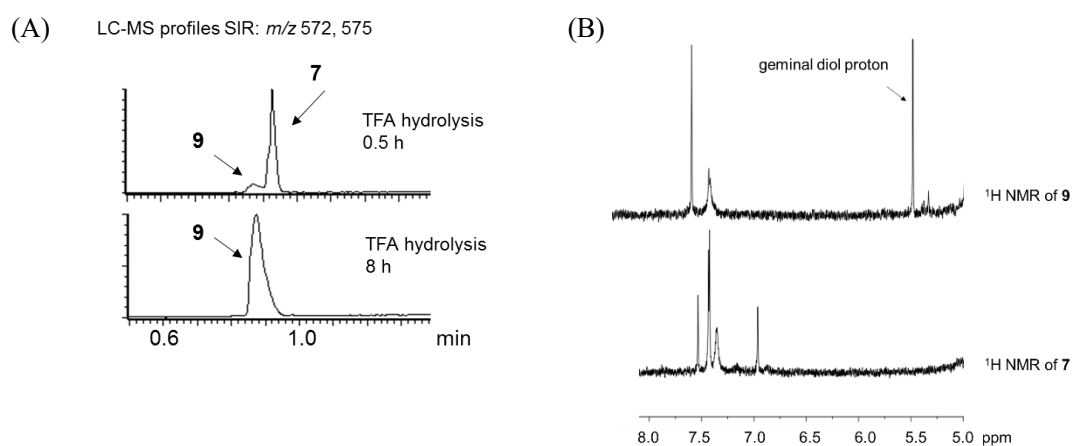 (A)
LC-MS profiles SIR: m/z 572, 575
7
9
TFA hydrolysis
0.5 h
9
TFA hydrolysis
8 h
0.6
1.0
min
(B)
geminal diol proton
¹H NMR of 9
¹H NMR of 7
8.0 7.5 7.0 6.5 6.0 5.5 5.0 ppm